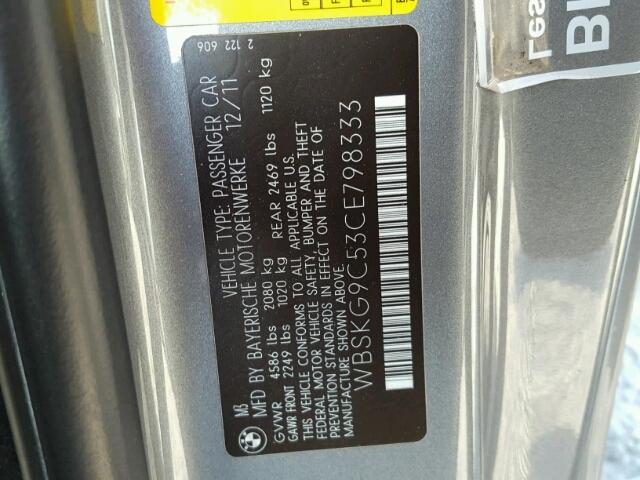 VEHICLE TYPE: PASSENGER CAR
M6 MFD BY BAYERISCHE MOTORENWERKE 12/11
GVWR 4586 lbs 2080 kg
GAWR FRONT 2249 lbs 1020 kg REAR 2469 lbs 1120 kg
THIS VEHICLE CONFORMS TO ALL APPLICABLE U.S.
FEDERAL MOTOR VEHICLE SAFETY, BUMPER AND THEFT
PREVENTION STANDARDS IN EFFECT ON THE DATE OF
MANUFACTURE SHOWN ABOVE.
WBSKG9C53CE798333
2 122 606
Les